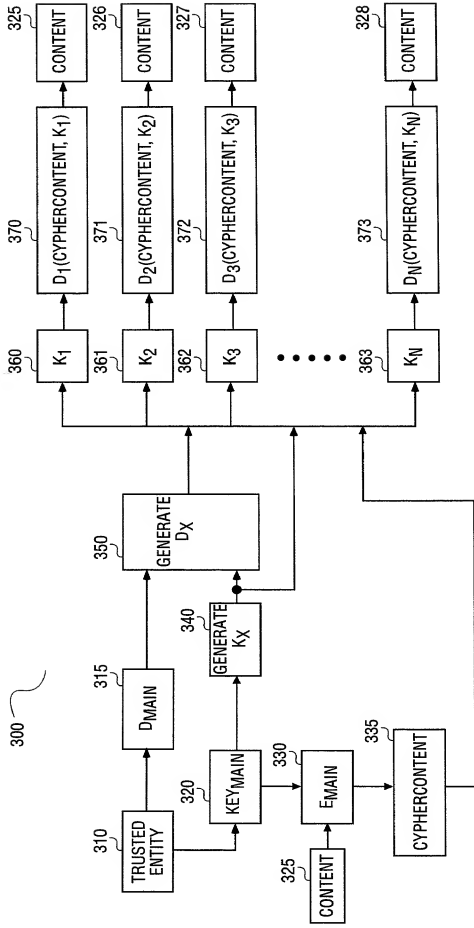 300
310
TRUSTED
ENTITY
315
D_MAIN
320
KEY_MAIN
325
CONTENT
330
E_MAIN
335
CYPHERCONTENT
340
GENERATE
K_X
350
GENERATE
D_X
360
K_1
370
D_1(CYPHERCONTENT, K_1)
325
CONTENT
361
K_2
371
D_2(CYPHERCONTENT, K_2)
326
CONTENT
362
K_3
372
D_3(CYPHERCONTENT, K_3)
327
CONTENT
363
K_N
373
D_N(CYPHERCONTENT, K_N)
328
CONTENT